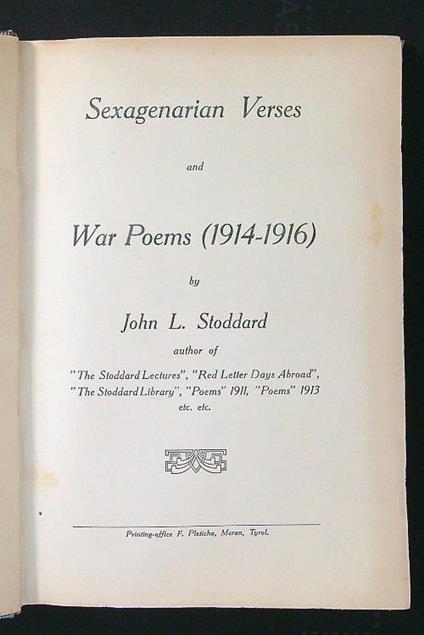 Sexagenarian Verses
and
War Poems (1914-1916)
by
John L. Stoddard
author of
"The Stoddard Lectures", "Red Letter Days Abroad",
"The Stoddard Library", "Poems" 1911, "Poems" 1913
etc. etc.
Printing-office F. Pleticha, Meran, Tyrol.